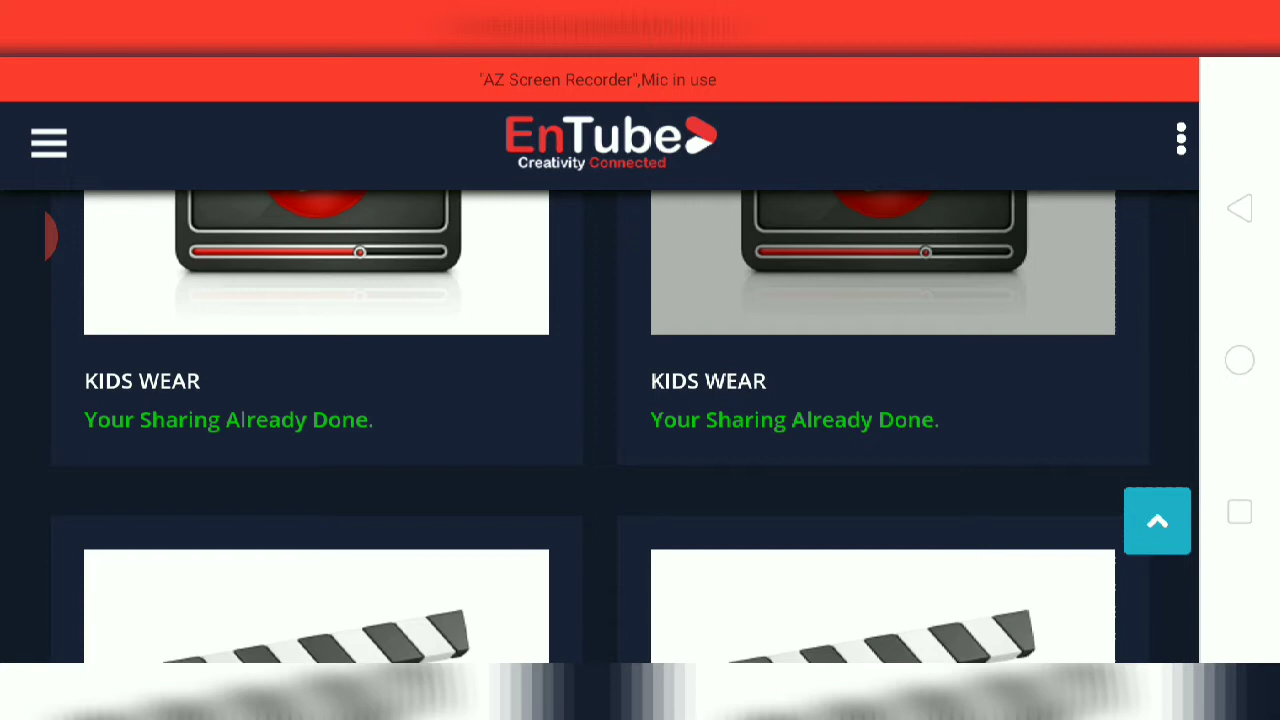 "AZ Screen Recorder",Mic in use
EnTube
Creativity Connected
KIDS WEAR
Your Sharing Already Done.
KIDS WEAR
Your Sharing Already Done.